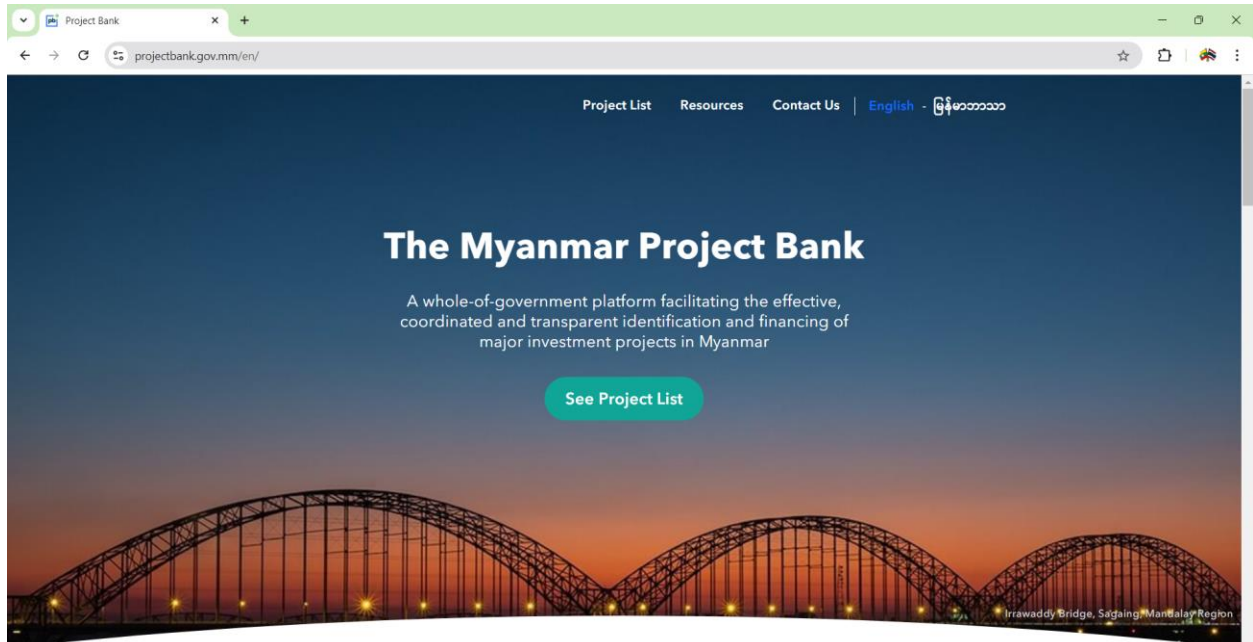 Project Bank
projectbank.gov.mm/en/
Project List Resources Contact Us English - မြန်မာဘာသာ
The Myanmar Project Bank
A whole-of-government platform facilitating the effective,
coordinated and transparent identification and financing of
major investment projects in Myanmar
See Project List
Irrawaddy Bridge, Sagaing, Mandalay Region